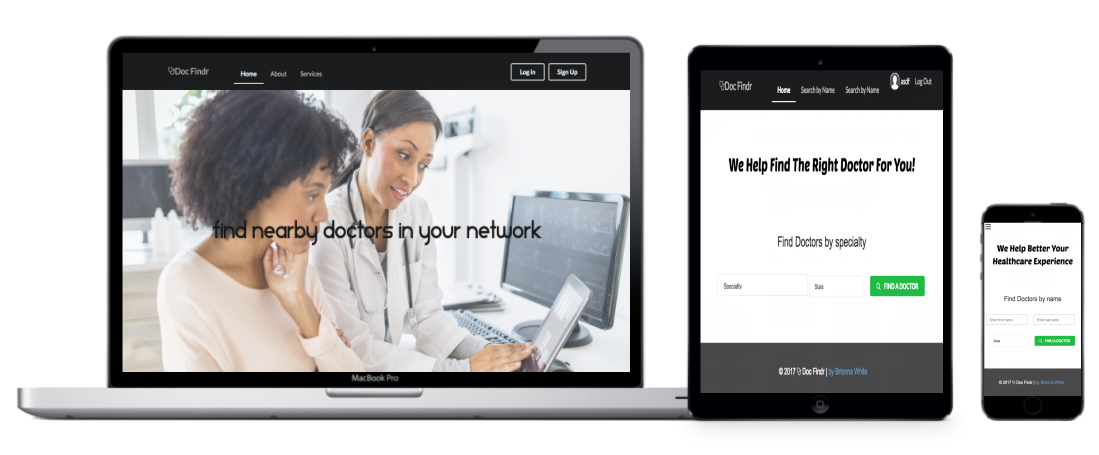 Doc Findr
Home About Services
Log In Sign Up
find nearby doctors in your network
MacBook Pro
Doc Findr
Home Search by Name Search by Name
asdf Log Out
We Help Find The Right Doctor For You!
Find Doctors by specialty
Specialty State FIND A DOCTOR
© 2017 Doc Findr | by Brionna White
We Help Better Your
Healthcare Experience
Find Doctors by name
Enter first name Enter last name
State FIND A DOCTOR
© 2017 Doc Findr | by Brionna White